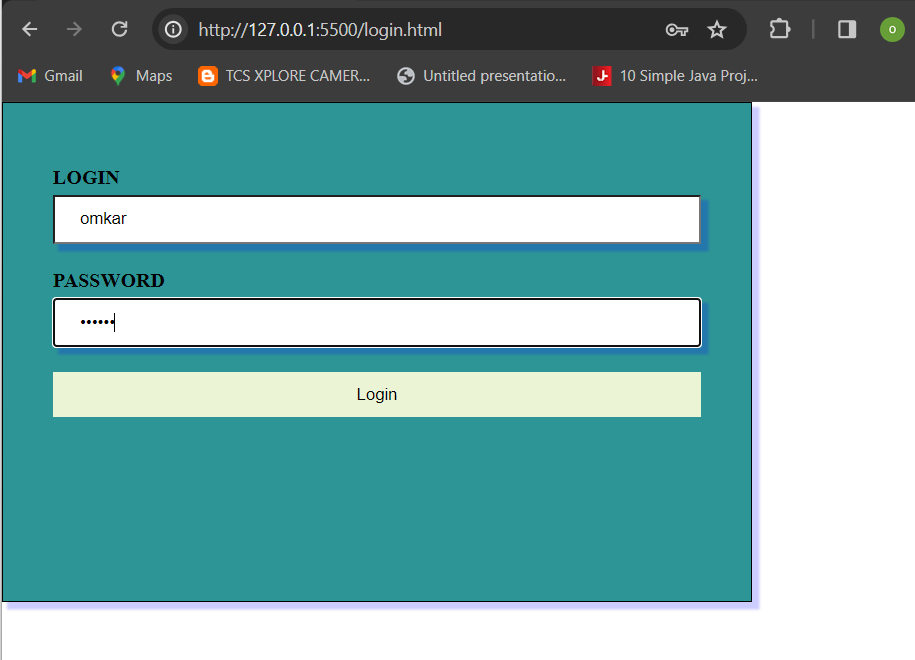 http://127.0.0.1:5500/login.html
O
Gmail Maps TCS XPLORE CAMER... Untitled presentatio... 10 Simple Java Proj...
LOGIN
omkar
PASSWORD
••••••
Login